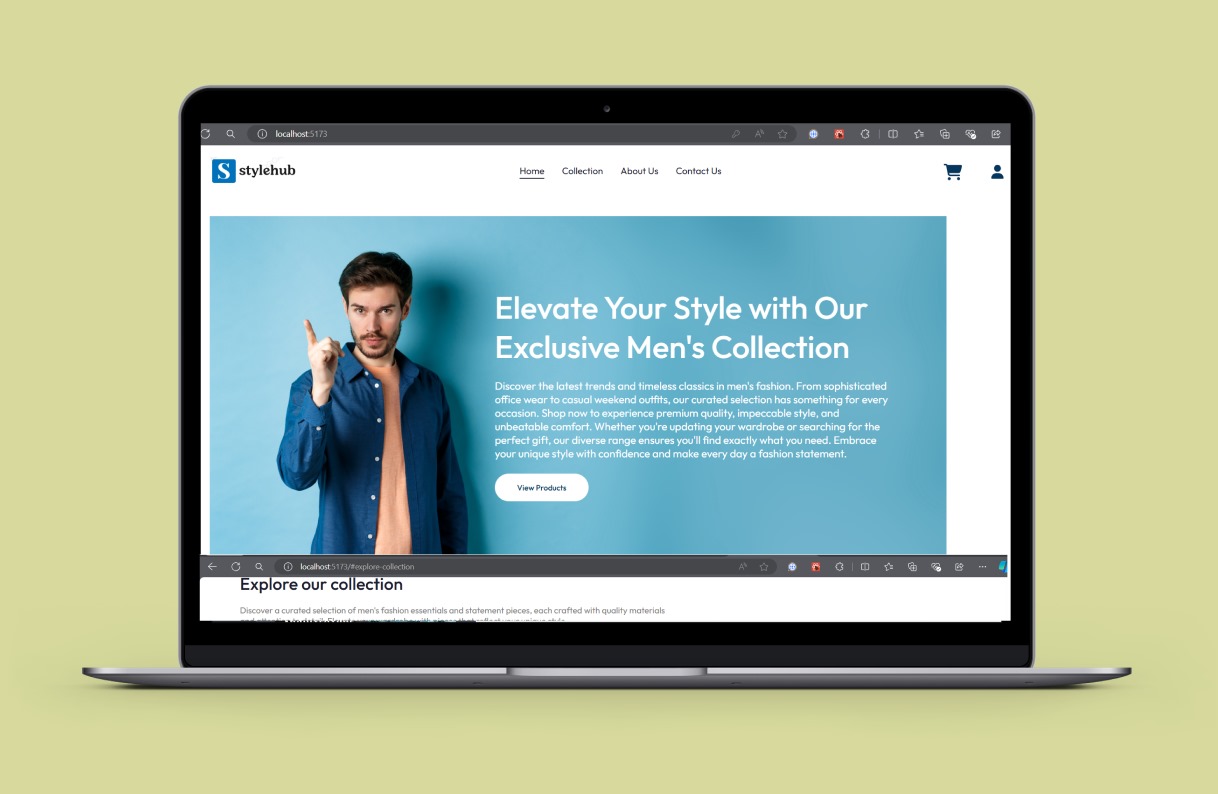 localhost:5173
S stylehub
Home Collection About Us Contact Us
Elevate Your Style with Our
Exclusive Men's Collection
Discover the latest trends and timeless classics in men's fashion. From sophisticated
office wear to casual weekend outfits, our curated selection has something for every
occasion. Shop now to experience premium quality, impeccable style, and
unbeatable comfort. Whether you're updating your wardrobe or searching for the
perfect gift, our diverse range ensures you'll find exactly what you need. Embrace
your unique style with confidence and make every day a fashion statement.
View Products
localhost:5173/#explore-collection
Explore our collection
Discover a curated selection of men's fashion essentials and statement pieces, each crafted with quality materials